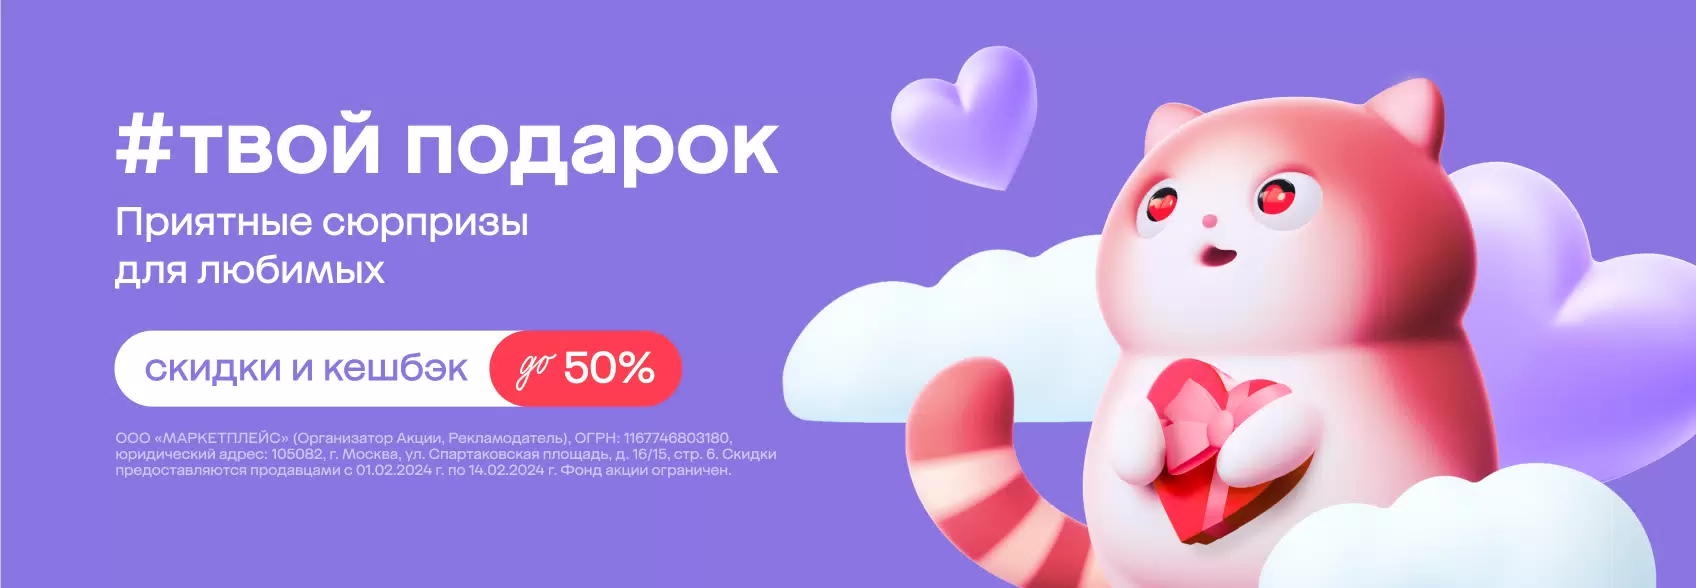 #твой подарок
Приятные сюрпризы
для любимых
скидки и кешбэк до 50%
ООО «МАРКЕТПЛЕЙС» (Организатор Акции, Рекламодатель), ОГРН: 1167746803180,
юридический адрес: 105082, г. Москва, ул. Спартаковская площадь, д. 16/15, стр. 6. Скидки
предоставляются продавцами с 01.02.2024 г. по 14.02.2024 г. Фонд акции ограничен.